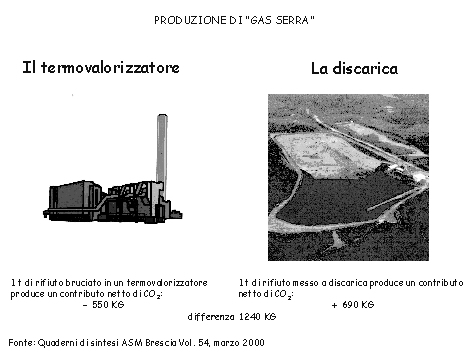 PRODUZIONE DI "GAS SERRA"
Il termovalorizzatore
La discarica
1 t di rifiuto bruciato in un termovalorizzatore
produce un contributo netto di CO₂:
- 550 KG
1 t di rifiuto messo a discarica produce un contributo
netto di CO₂:
+ 690 KG
differenza 1240 KG
Fonte: Quaderni di sintesi ASM Brescia Vol. 54, marzo 2000